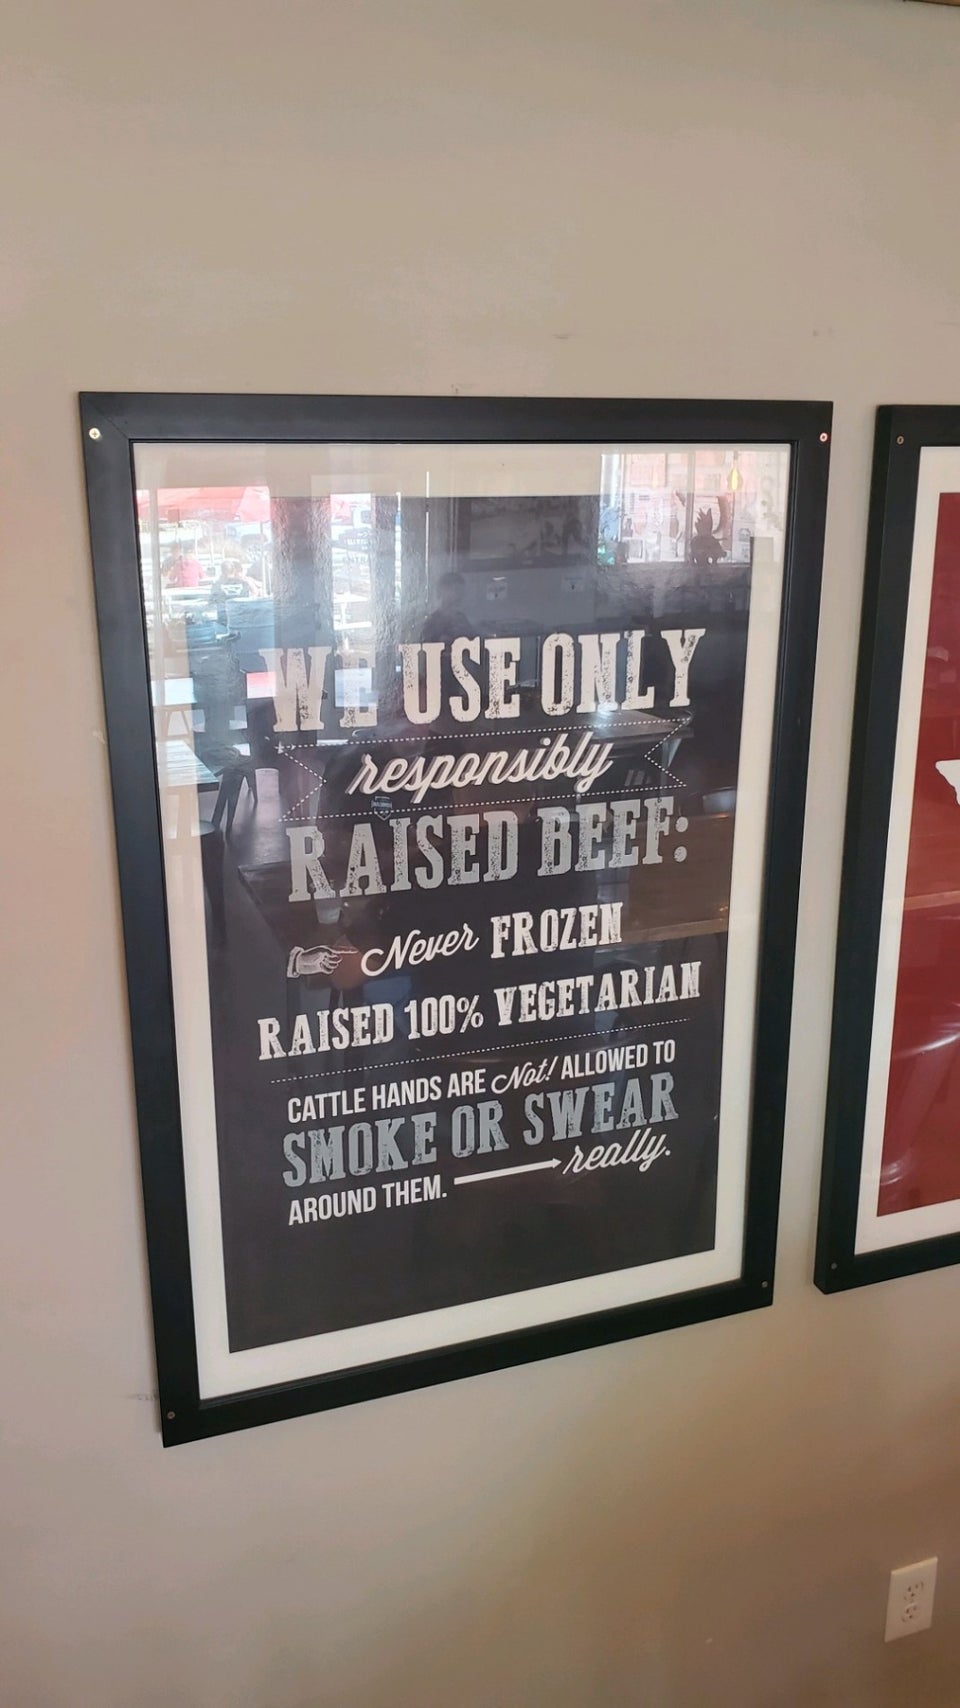 WE USE ONLY
responsibly
RAISED BEEF:
Never FROZEN
RAISED 100% VEGETARIAN
CATTLE HANDS ARE Not! ALLOWED TO
SMOKE OR SWEAR
AROUND THEM. really.